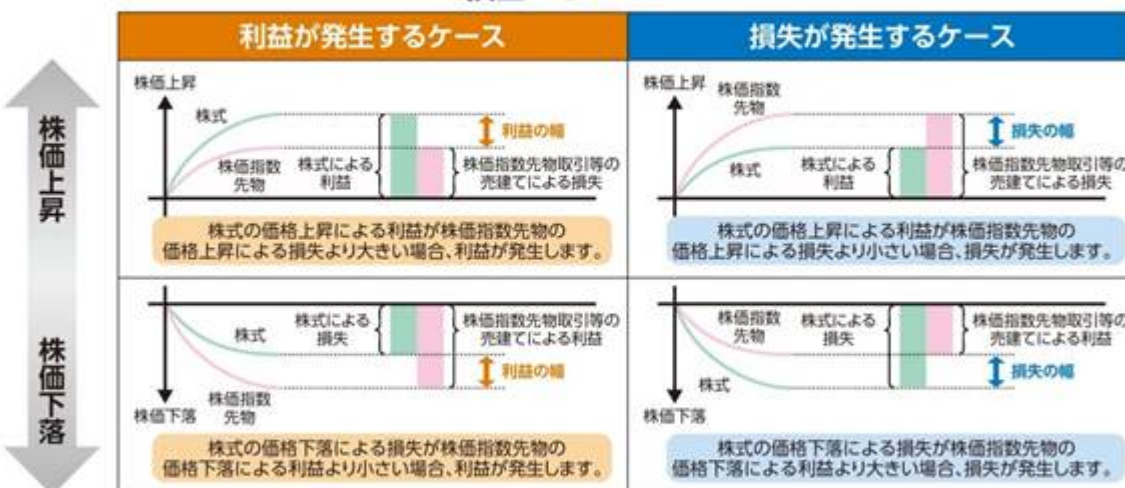 利益が発生するケース
損失が発生するケース
株価上昇
株価下落
株価上昇
株式
株価指数
先物
株式による
利益
利益の幅
株価指数先物取引等の
売建てによる損失
株式の価格上昇による利益が株価指数先物の
価格上昇による損失より大きい場合、利益が発生します。
株価上昇
株価指数
先物
株式
株式による
利益
損失の幅
株価指数先物取引等の
売建てによる損失
株式の価格上昇による利益が株価指数先物の
価格上昇による損失より小さい場合、損失が発生します。
株式
株式による
損失
株価指数先物取引等の
売建てによる利益
利益の幅
株価指数
先物
株価下落
株式の価格下落による損失が株価指数先物の
価格下落による利益より小さい場合、利益が発生します。
株価指数
先物
株式による
損失
株価指数先物取引等の
売建てによる利益
損失の幅
株式
株価下落
株式の価格下落による損失が株価指数先物の
価格下落による利益より大きい場合、損失が発生します。